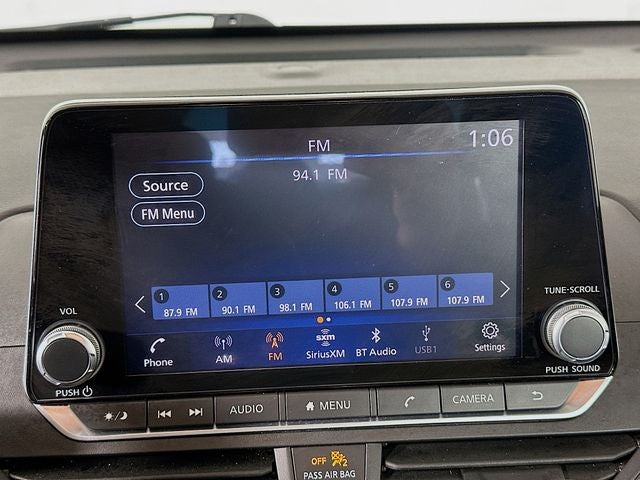 FM
1:06
94.1 FM
Source
FM Menu
1 2 3 4 5 6
87.9 FM 90.1 FM 98.1 FM 106.1 FM 107.9 FM 107.9 FM
Phone AM FM sxm SiriusXM BT Audio USB1 Settings
VOL
PUSH
TUNE·SCROLL
PUSH SOUND
AUDIO MENU CAMERA
OFF 2
PASS AIR BAG